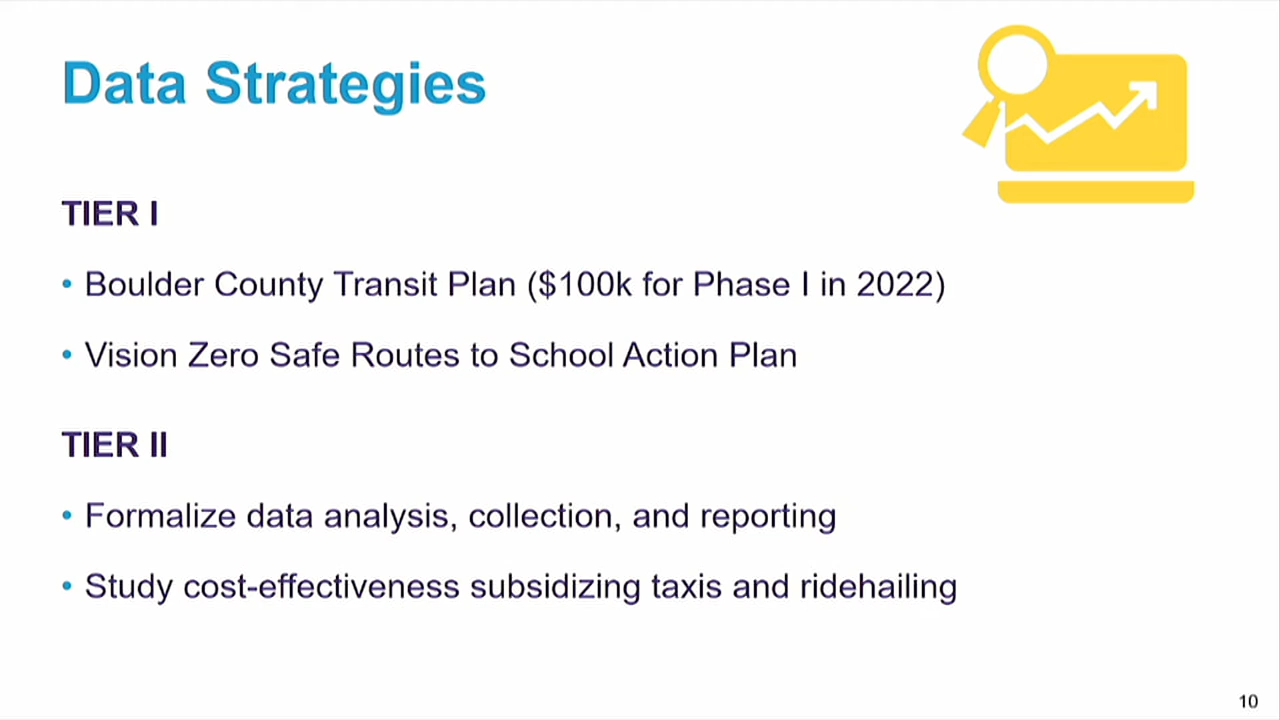 Data Strategies
TIER I
• Boulder County Transit Plan ($100k for Phase I in 2022)
• Vision Zero Safe Routes to School Action Plan
TIER II
• Formalize data analysis, collection, and reporting
• Study cost-effectiveness subsidizing taxis and ridehailing
10